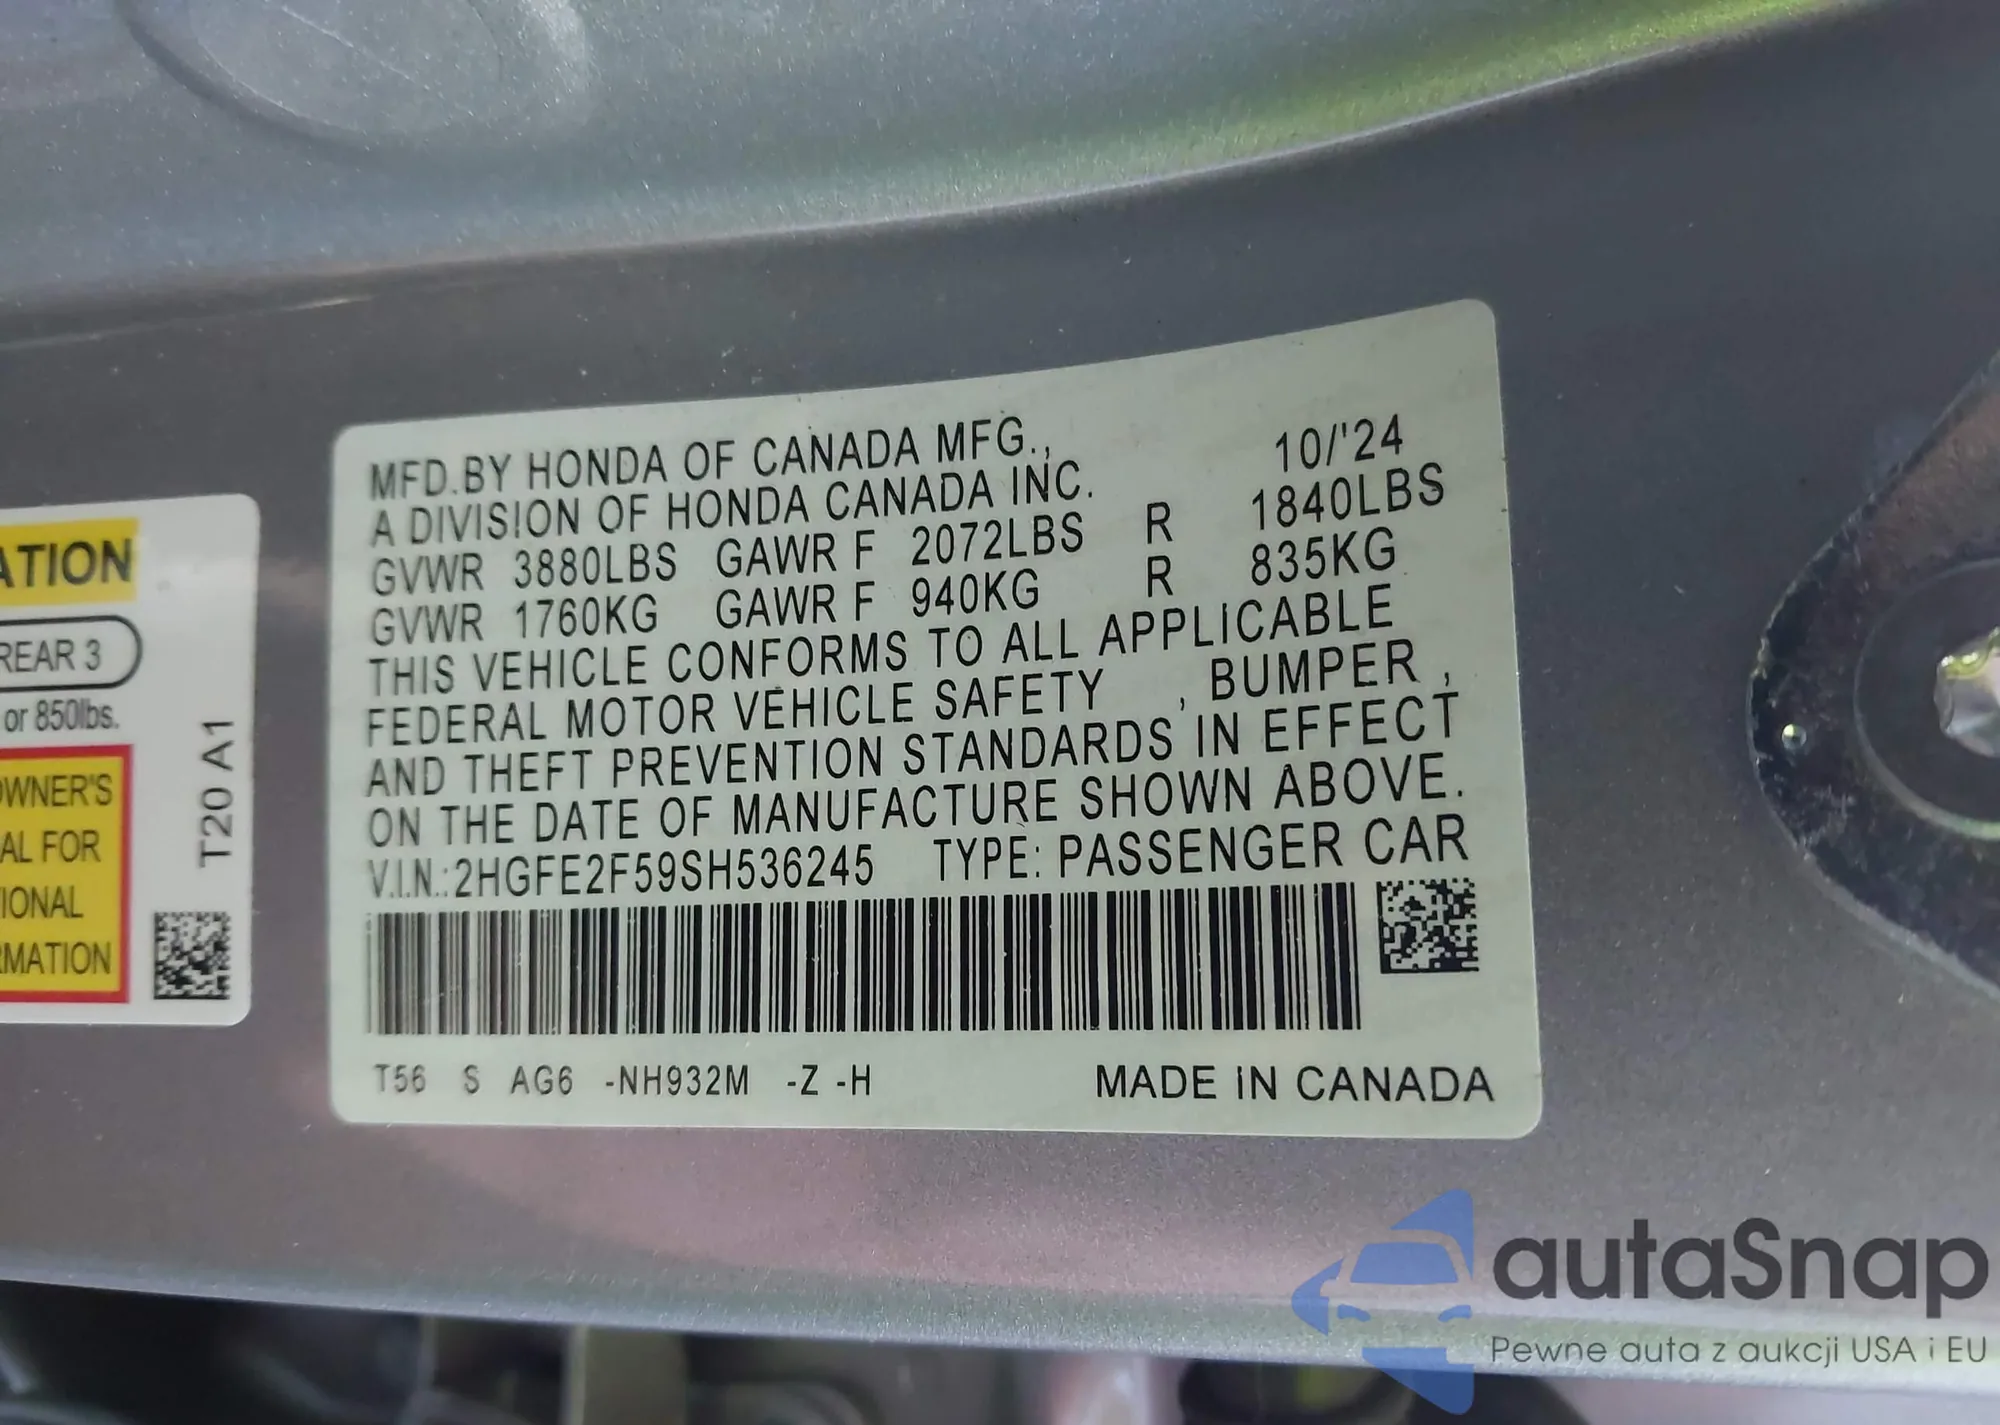 ATION
REAR 3
or 850lbs.
OWNER'S
AL FOR
IONAL
RMATION
T20 A1
MFD.BY HONDA OF CANADA MFG., 10/'24
A DIVISION OF HONDA CANADA INC.
GVWR 3880LBS GAWR F 2072LBS R 1840LBS
GVWR 1760KG GAWR F 940KG R 835KG
THIS VEHICLE CONFORMS TO ALL APPLICABLE
FEDERAL MOTOR VEHICLE SAFETY , BUMPER ,
AND THEFT PREVENTION STANDARDS IN EFFECT
ON THE DATE OF MANUFACTURE SHOWN ABOVE.
V.I.N.:2HGFE2F59SH536245 TYPE: PASSENGER CAR
T56 S AG6 -NH932M -Z -H MADE IN CANADA
autaSnap
Pewne auta z aukcji USA i EU